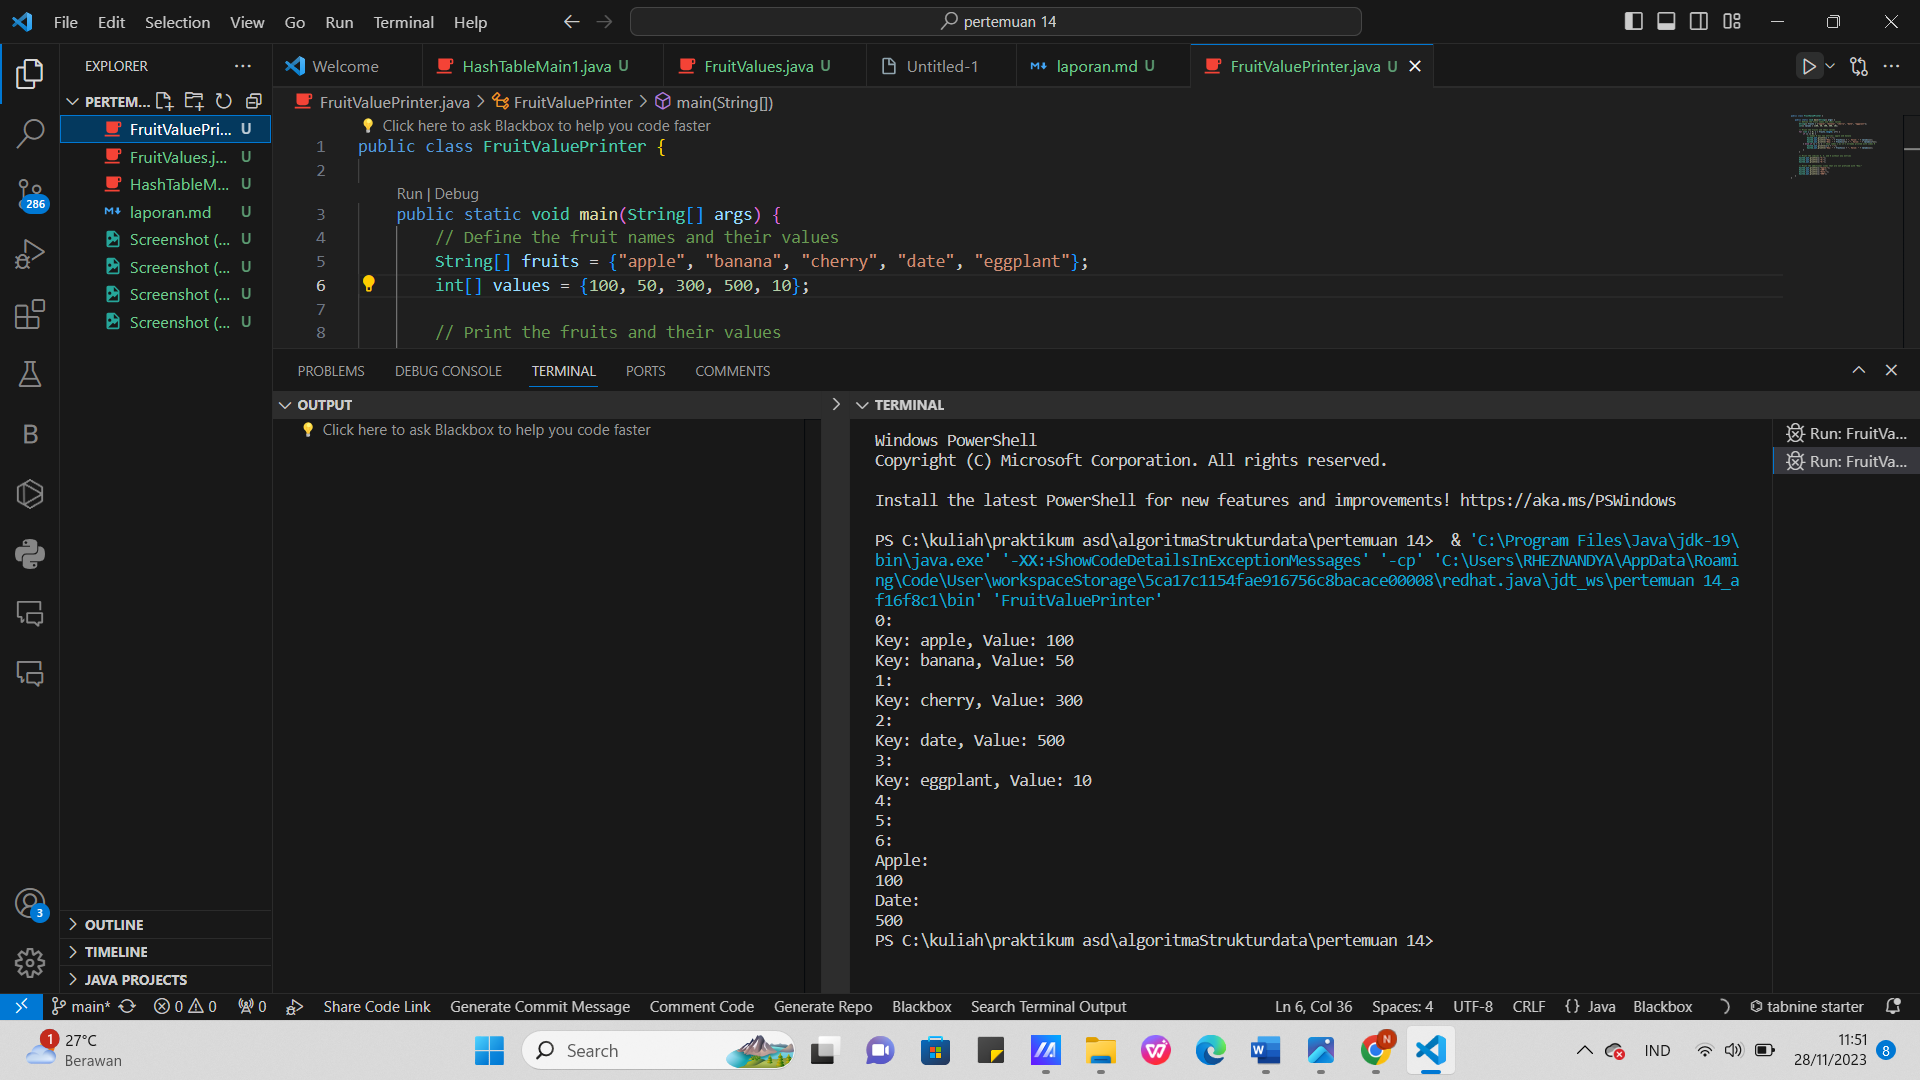 File Edit Selection View Go Run Terminal Help
pertemuan 14
EXPLORER
Welcome
HashTableMain1.java U
FruitValues.java U
Untitled-1
laporan.md U
FruitValuePrinter.java U
PERTEM...
FruitValuePri... U
FruitValues.j... U
HashTableM... U
laporan.md U
Screenshot (... U
Screenshot (... U
Screenshot (... U
Screenshot (... U
286
B
3
OUTLINE
TIMELINE
JAVA PROJECTS
FruitValuePrinter.java > FruitValuePrinter > main(String[])
Click here to ask Blackbox to help you code faster
1 public class FruitValuePrinter {
2
Run | Debug
3 public static void main(String[] args) {
4 // Define the fruit names and their values
5 String[] fruits = {"apple", "banana", "cherry", "date", "eggplant"};
6 int[] values = {100, 50, 300, 500, 10};
7
8 // Print the fruits and their values
PROBLEMS DEBUG CONSOLE TERMINAL PORTS COMMENTS
OUTPUT
Click here to ask Blackbox to help you code faster
TERMINAL
Windows PowerShell
Copyright (C) Microsoft Corporation. All rights reserved.
Install the latest PowerShell for new features and improvements! https://aka.ms/PSWindows
PS C:\kuliah\praktikum asd\algoritmaStrukturdata\pertemuan 14>  & 'C:\Program Files\Java\jdk-19\
bin\java.exe' '-XX:+ShowCodeDetailsInExceptionMessages' '-cp' 'C:\Users\RHEZNANDYA\AppData\Roami
ng\Code\User\workspaceStorage\5ca17c1154fae916756c8bacace00008\redhat.java\jdt_ws\pertemuan 14_a
f16f8c1\bin' 'FruitValuePrinter'
0:
Key: apple, Value: 100
Key: banana, Value: 50
1:
Key: cherry, Value: 300
2:
Key: date, Value: 500
3:
Key: eggplant, Value: 10
4:
5:
6:
Apple:
100
Date:
500
PS C:\kuliah\praktikum asd\algoritmaStrukturdata\pertemuan 14>
Run: FruitVa...
Run: FruitVa...
main* 0 0 0 Share Code Link Generate Commit Message Comment Code Generate Repo Blackbox Search Terminal Output
Ln 6, Col 36 Spaces: 4 UTF-8 CRLF {} Java Blackbox tabnine starter
1
27°C
Berawan
Search
N
IND
11:51
28/11/2023
8